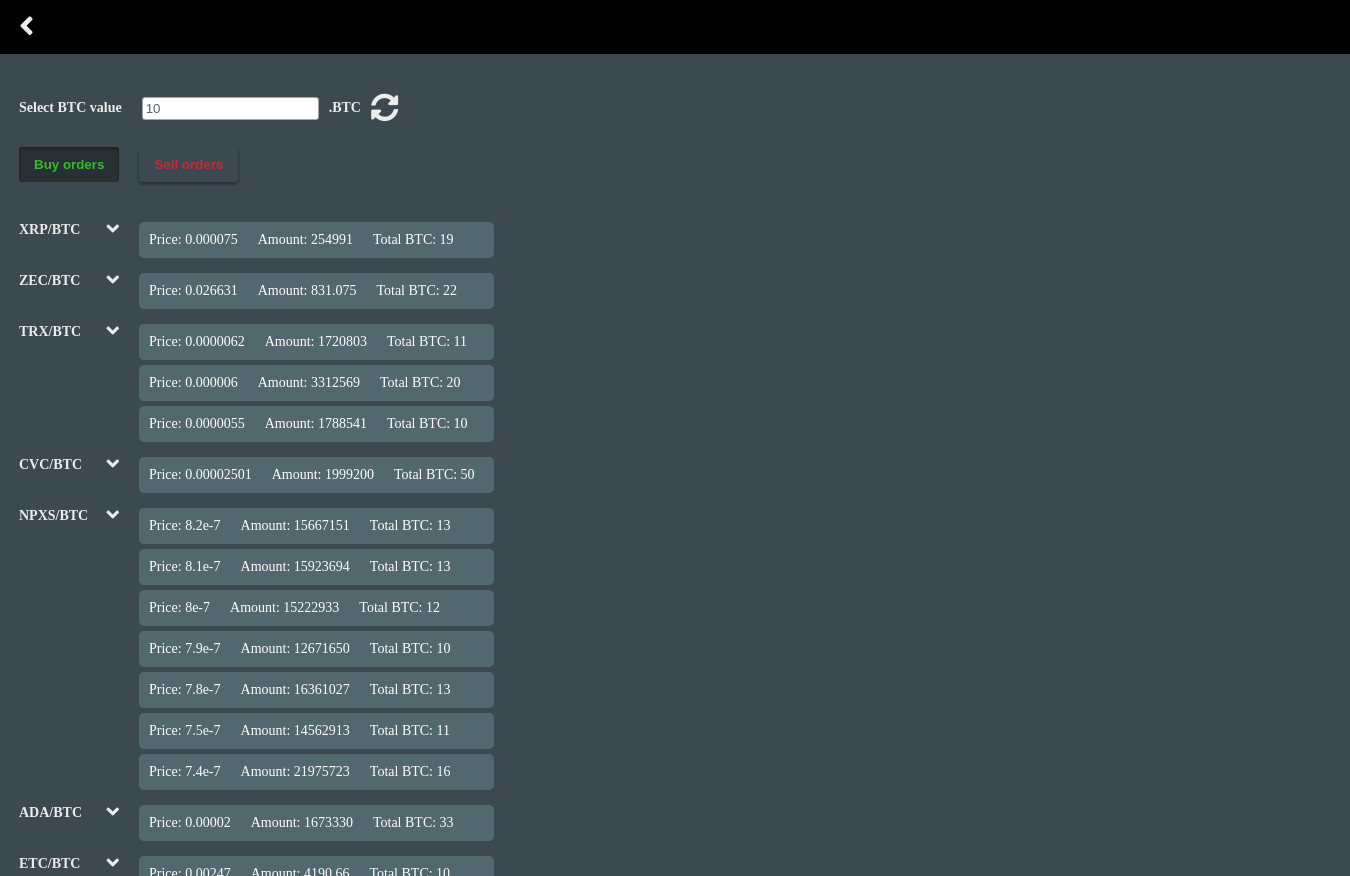 Select BTC value 10 .BTC
Buy orders Sell orders
XRP/BTC Price: 0.000075 Amount: 254991 Total BTC: 19
ZEC/BTC Price: 0.026631 Amount: 831.075 Total BTC: 22
TRX/BTC Price: 0.0000062 Amount: 1720803 Total BTC: 11
Price: 0.000006 Amount: 3312569 Total BTC: 20
Price: 0.0000055 Amount: 1788541 Total BTC: 10
CVC/BTC Price: 0.00002501 Amount: 1999200 Total BTC: 50
NPXS/BTC Price: 8.2e-7 Amount: 15667151 Total BTC: 13
Price: 8.1e-7 Amount: 15923694 Total BTC: 13
Price: 8e-7 Amount: 15222933 Total BTC: 12
Price: 7.9e-7 Amount: 12671650 Total BTC: 10
Price: 7.8e-7 Amount: 16361027 Total BTC: 13
Price: 7.5e-7 Amount: 14562913 Total BTC: 11
Price: 7.4e-7 Amount: 21975723 Total BTC: 16
ADA/BTC Price: 0.00002 Amount: 1673330 Total BTC: 33
ETC/BTC Price: 0.00247 Amount: 4190.66 Total BTC: 10